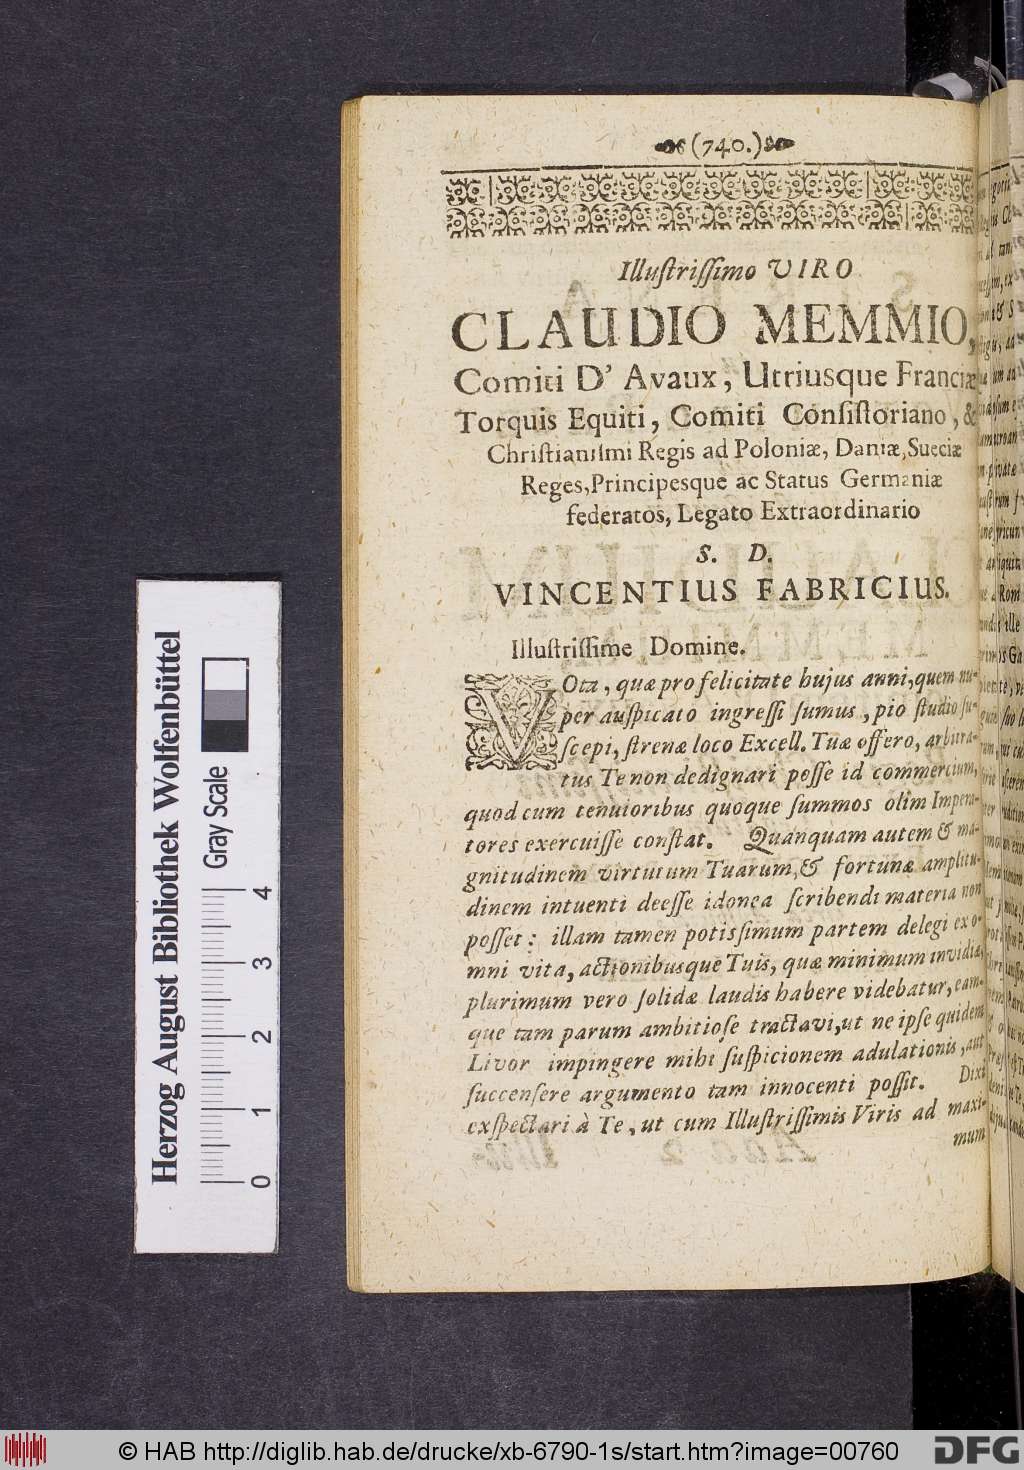 (740.)
Illustrissimo VIRO
CLAUDIO MEMMIO,
Comiti D' Avaux, Utriusque Franciæ
Torquis Equiti, Comiti Consistoriano, &
Christianissmi Regis ad Poloniæ, Daniæ, Sueciæ
Reges, Principesque ac Status Germaniæ
federatos, Legato Extraordinario
S. D.
VINCENTIUS FABRICIUS.
Illustrissime Domine.
VOta, quæ pro felicitate hujus anni, quem nu-
per auspicato ingressi sumus, pio studio su-
scepi, strenæ loco Excell. Tuæ offero, arbitra-
tus Te non dedignari posse id commercium,
quod cum tenuioribus quoque summos olim Impera-
tores exercuisse constat. Quanquam autem & ma-
gnitudinem virtutum Tuarum, & fortunæ amplitu-
dinem intuenti deesse idonea scribendi materia non
posset: illam tamen potissimum partem delegi ex o-
mni vita, actionibusque Tuis, quæ minimum invidiæ,
plurimum vero solidæ laudis habere videbatur, eam-
que tam parum ambitiose tractavi, ut ne ipse quidem
Livor impingere mihi suspicionem adulationis, aut
succensere argumento tam innocenti possit. Dixi
exspectari à Te, ut cum Illustrissimis Viris ad maxi-
mum
Herzog August Bibliothek Wolfenbüttel
Gray Scale
0 1 2 3 4
© HAB http://diglib.hab.de/drucke/xb-6790-1s/start.htm?image=00760
DFG